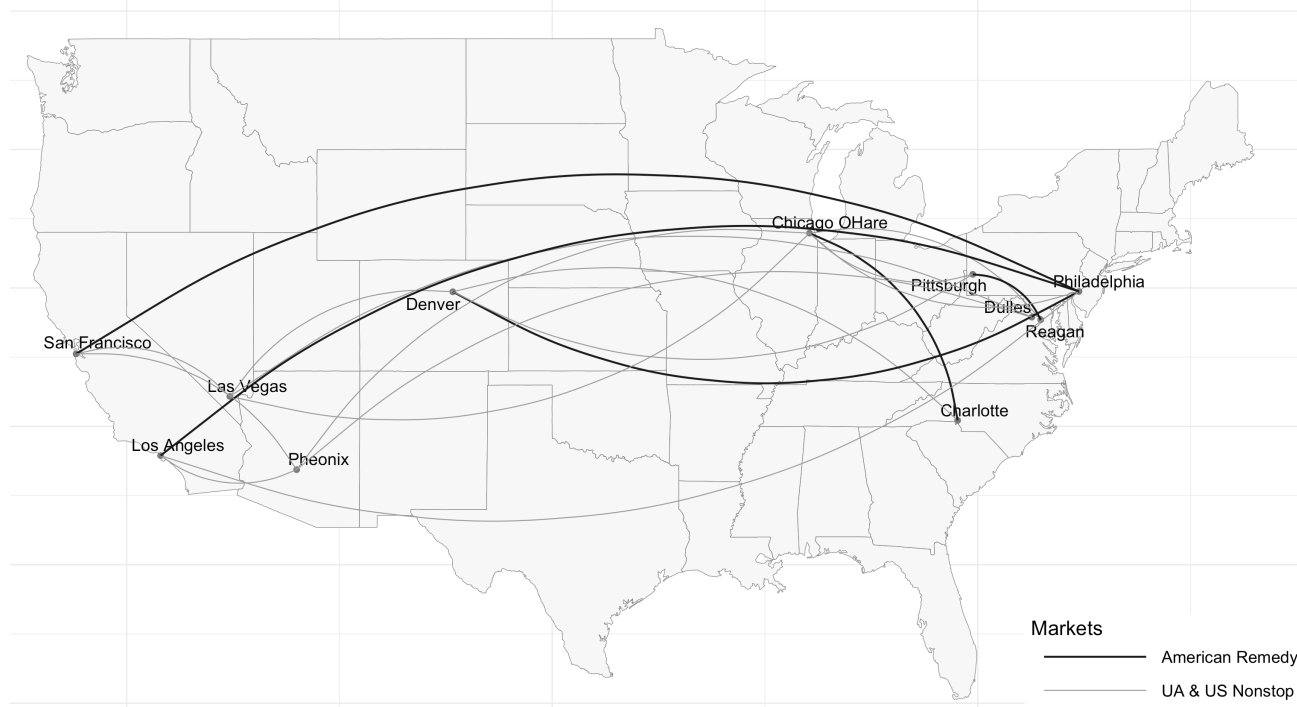 Chicago OHare
Pittsburgh
Philadelphia
Denver
Dulles
Reagan
San Francisco
Las Vegas
Charlotte
Los Angeles
Pheonix
Markets
American Remedy
UA & US Nonstop